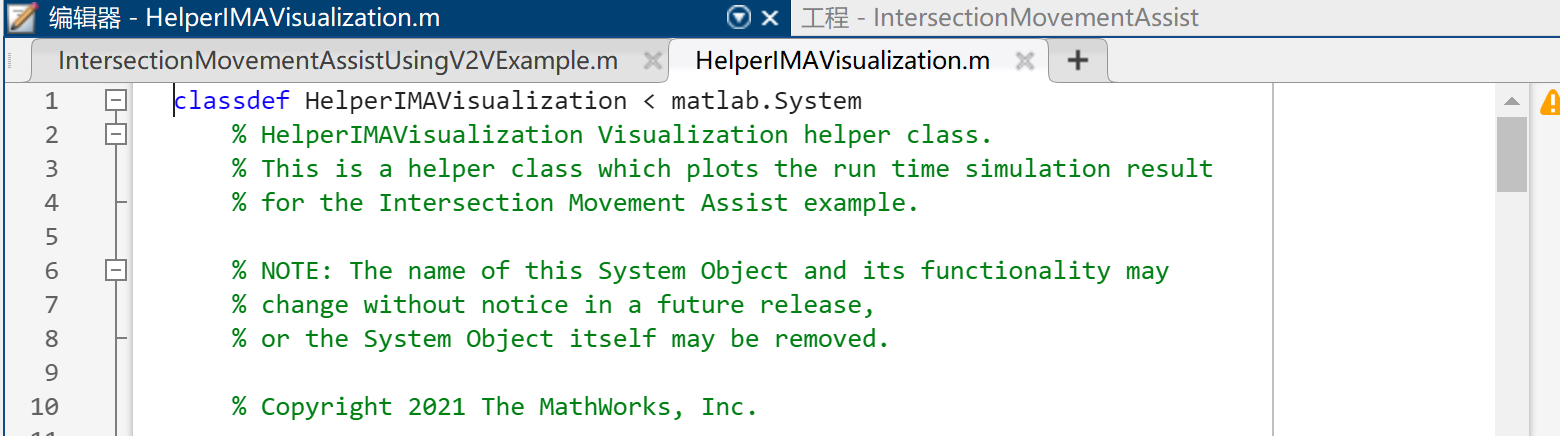 编辑器 - HelperIMAVisualization.m
工程 - IntersectionMovementAssist
IntersectionMovementAssistUsingV2VExample.m
HelperIMAVisualization.m
1 classdef HelperIMAVisualization < matlab.System
2 % HelperIMAVisualization Visualization helper class.
3 % This is a helper class which plots the run time simulation result
4 % for the Intersection Movement Assist example.
5
6 % NOTE: The name of this System Object and its functionality may
7 % change without notice in a future release,
8 % or the System Object itself may be removed.
9
10 % Copyright 2021 The MathWorks, Inc.